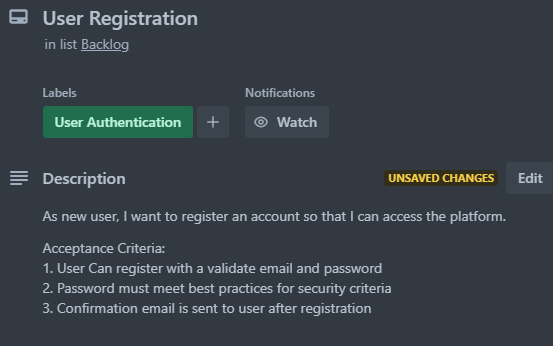 User Registration
in list Backlog
Labels
Notifications
User Authentication
+
Watch
Description
UNSAVED CHANGES
Edit
As new user, I want to register an account so that I can access the platform.
Acceptance Criteria:
1. User Can register with a validate email and password
2. Password must meet best practices for security criteria
3. Confirmation email is sent to user after registration